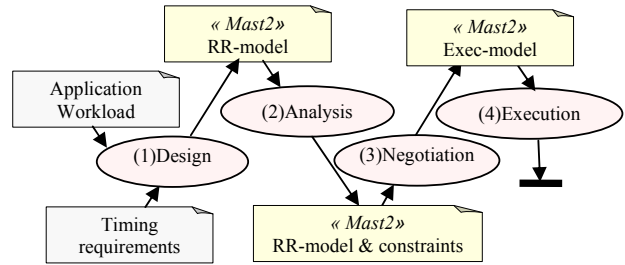 « Mast2»
RR-model
« Mast2»
Exec-model
Application
Workload
(2)Analysis
(4)Execution
(1)Design
(3)Negotiation
Timing
requirements
« Mast2»
RR-model & constraints